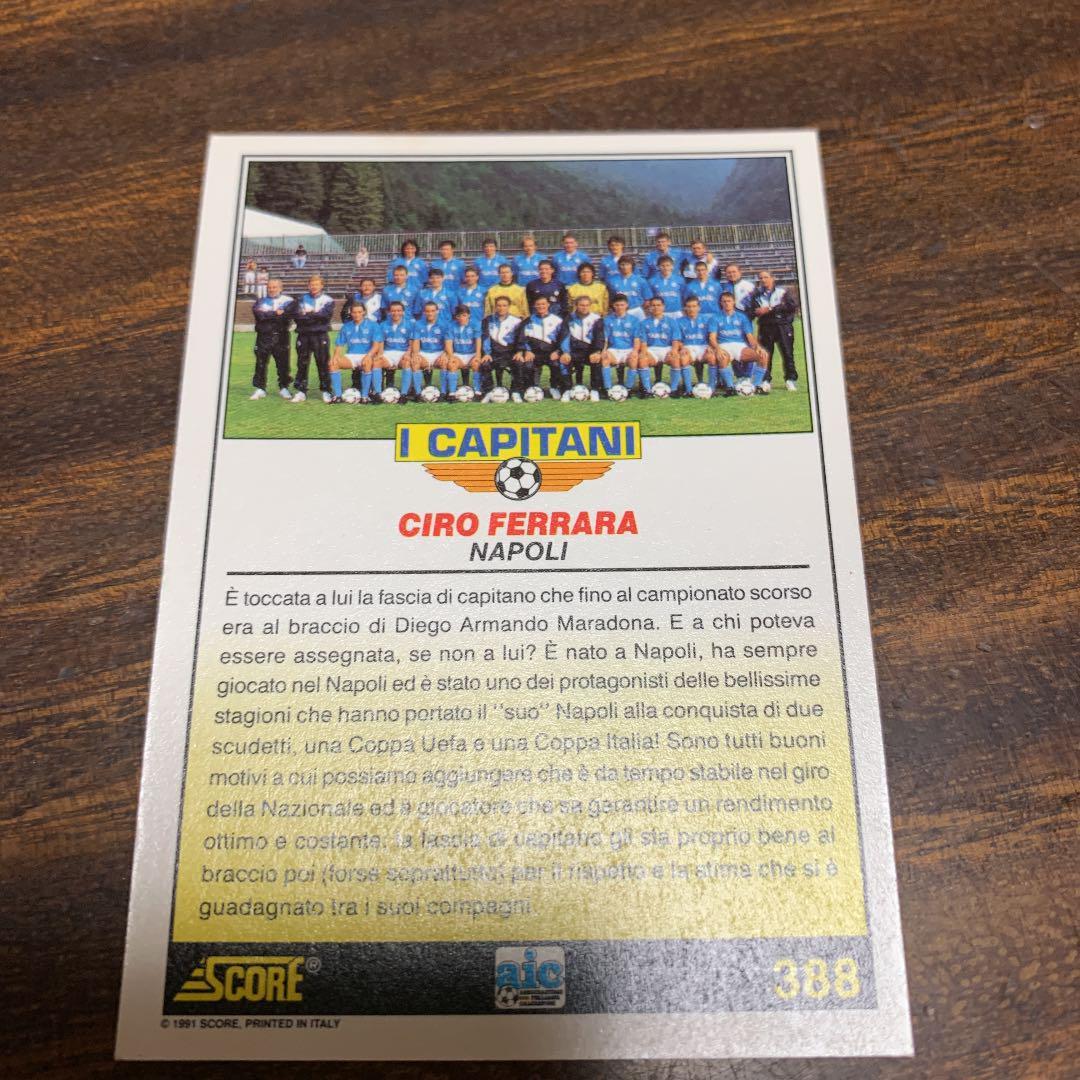 I CAPITANI
CIRO FERRARA
NAPOLI
È toccata a lui la fascia di capitano che fino al campionato scorso
era al braccio di Diego Armando Maradona. E a chi poteva
essere assegnata, se non a lui? È nato a Napoli, ha sempre
giocato nel Napoli ed è stato uno dei protagonisti delle bellissime
stagioni che hanno portato il "suo" Napoli alla conquista di due
scudetti, una Coppa Uefa e una Coppa Italia! Sono tutti buoni
motivi a cui possiamo aggiungere che è da tempo stabile nel giro
della Nazionale ed è giocatore che sa garantire un rendimento
ottimo e costante. la fascia di capitano gli sta proprio bene al
braccio poi (forse soprattutto) per il rispetto e la stima che si è
guadagnato tra i suoi compagni.
SCORE®
aic
ASSOCIAZIONE
ITALIANA
CALCIATORI
388
© 1991 SCORE, PRINTED IN ITALY